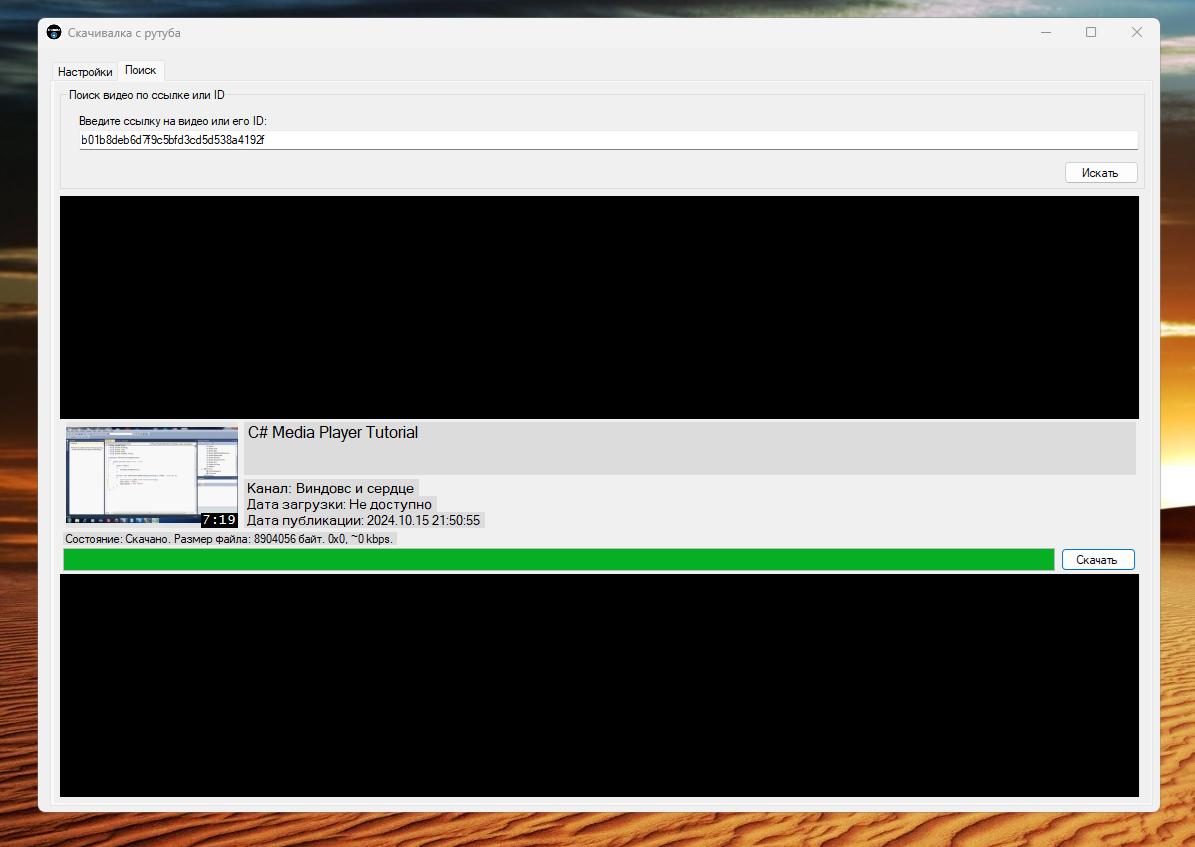 Скачивалка с рутуба
Настройки Поиск
Поиск видео по ссылке или ID
Введите ссылку на видео или его ID:
b01b8deb6d7f9c5bfd3cd5d538a4192f
Искать
C# Media Player Tutorial
Канал: Виндовс и сердце
Дата загрузки: Не доступно
7:19 Дата публикации: 2024.10.15 21:50:55
Состояние: Скачано. Размер файла: 8904056 байт. 0x0, ~0 kbps.
Скачать